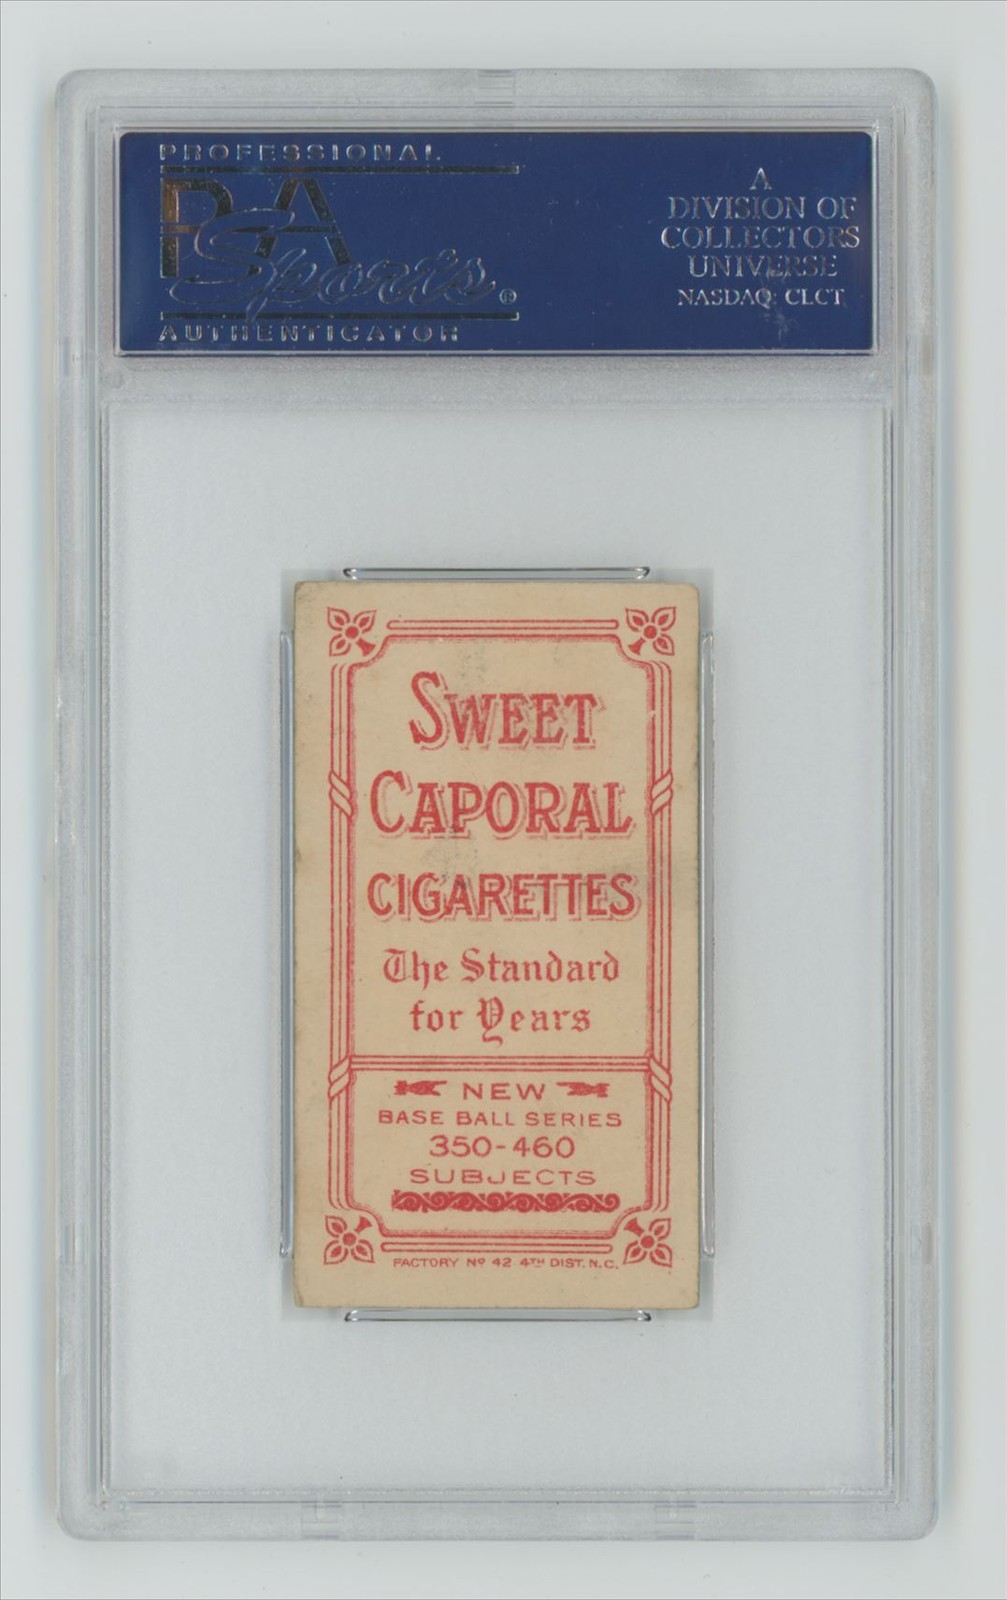 PROFESSIONAL
PSA
Sports ®
AUTHENTICATOR
A
DIVISION OF
COLLECTORS
UNIVERSE
NASDAQ: CLCT
SWEET
CAPORAL
CIGARETTES
The Standard
for Years
NEW
BASE BALL SERIES
350-460
SUBJECTS
FACTORY Nº 42 4TH DIST. N.C.